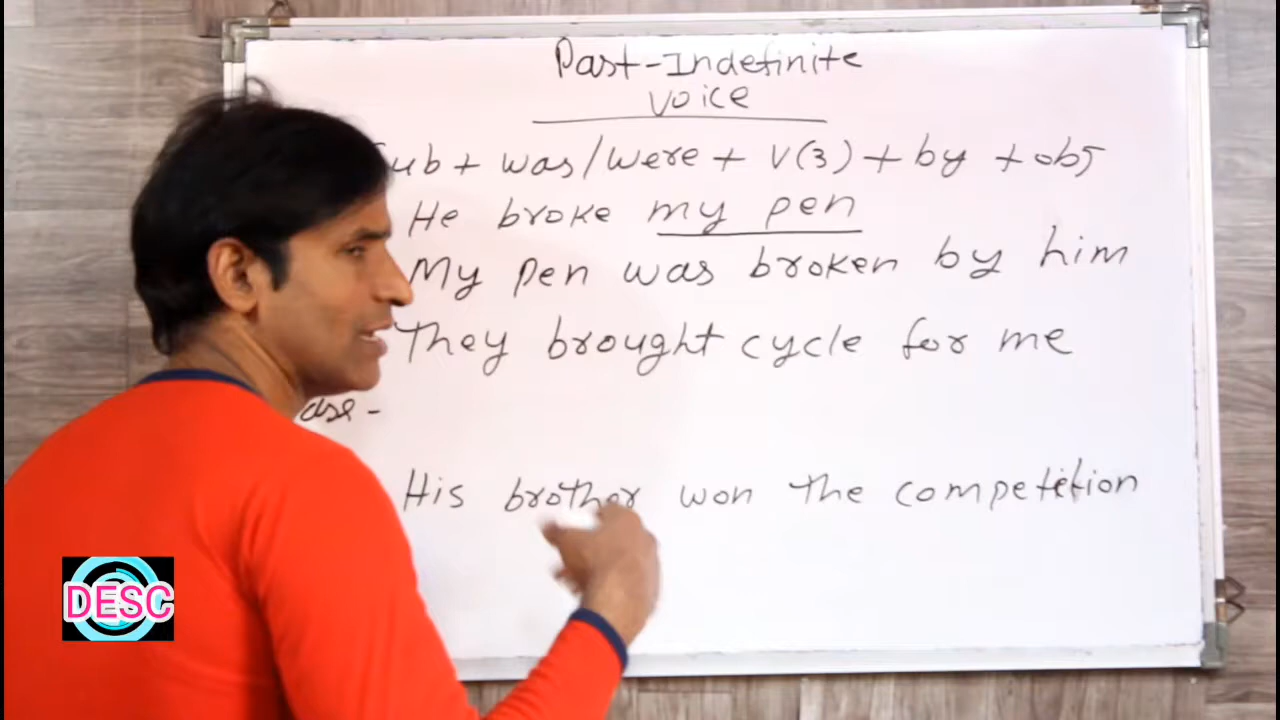 Past-Indefinite
Voice
Sub + was/were + V(3) + by + obj
He broke my pen
My pen was broken by him
They brought cycle for me
His brother won the competition
DESC